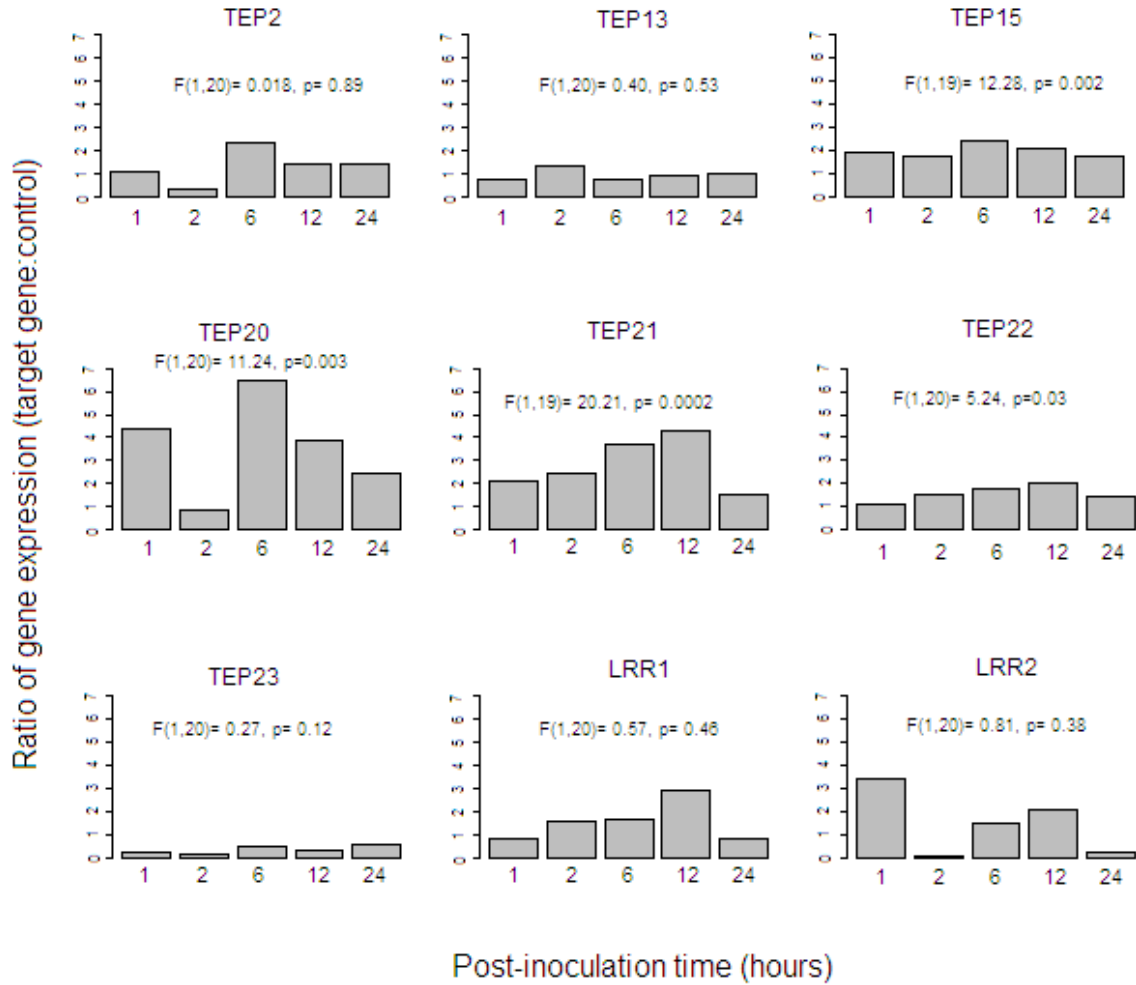 TEP2
TEP13
TEP15
F(1,20)= 0.018, p= 0.89
F(1,20)= 0.40, p= 0.53
F(1,19)= 12.28, p= 0.002
0 1 2 3 4 5 6 7
0 1 2 3 4 5 6 7
0 1 2 3 4 5 6 7
1 2 6 12 24
1 2 6 12 24
1 2 6 12 24
TEP20
TEP21
TEP22
F(1,20)= 11.24, p=0.003
F(1,19)= 20.21, p= 0.0002
F(1,20)= 5.24, p=0.03
0 1 2 3 4 5 6 7
0 1 2 3 4 5 6 7
0 1 2 3 4 5 6 7
1 2 6 12 24
1 2 6 12 24
1 2 6 12 24
TEP23
LRR1
LRR2
F(1,20)= 0.27, p= 0.12
F(1,20)= 0.57, p= 0.46
F(1,20)= 0.81, p= 0.38
0 1 2 3 4 5 6 7
0 1 2 3 4 5 6 7
0 1 2 3 4 5 6 7
1 2 6 12 24
1 2 6 12 24
1 2 6 12 24
Ratio of gene expression (target gene:control)
Post-inoculation time (hours)